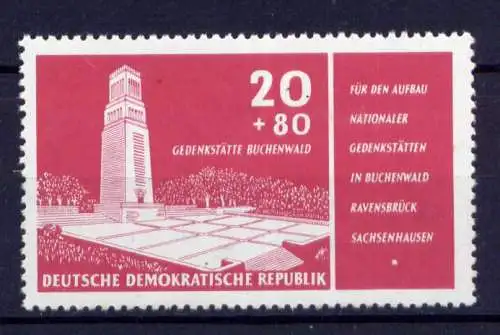 20
+ 80
GEDENKSTÄTTE BUCHENWALD
DEUTSCHE DEMOKRATISCHE REPUBLIK
FÜR DEN AUFBAU
NATIONALER
GEDENKSTÄTTEN
IN BUCHENWALD
RAVENSBRÜCK
SACHSENHAUSEN